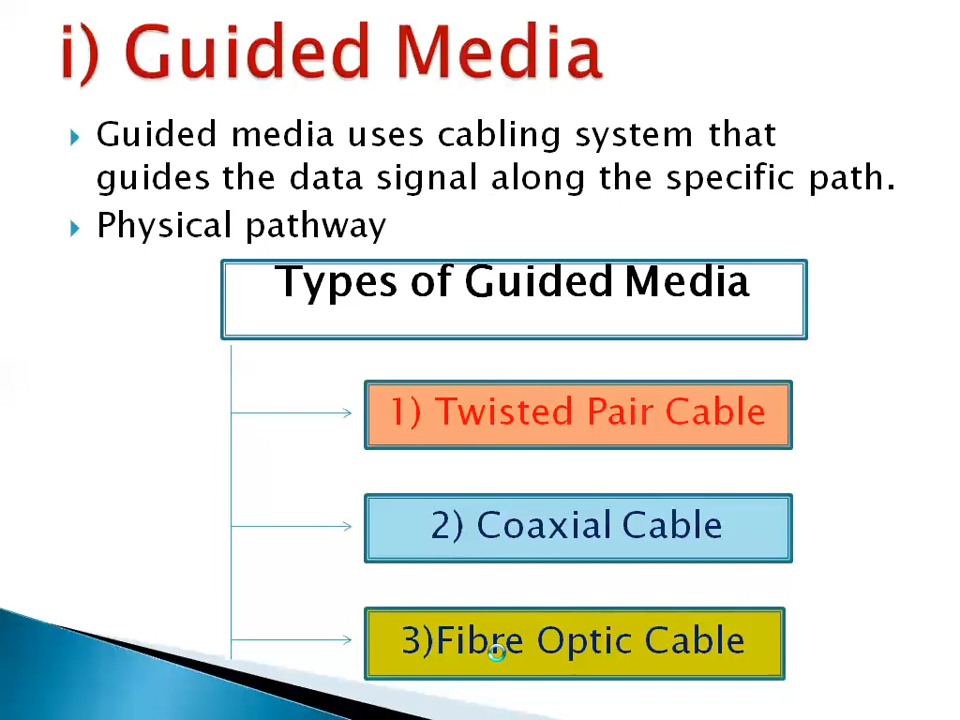 i) Guided Media
Guided media uses cabling system that
guides the data signal along the specific path.
Physical pathway
Types of Guided Media
1) Twisted Pair Cable
2) Coaxial Cable
3)Fibre Optic Cable